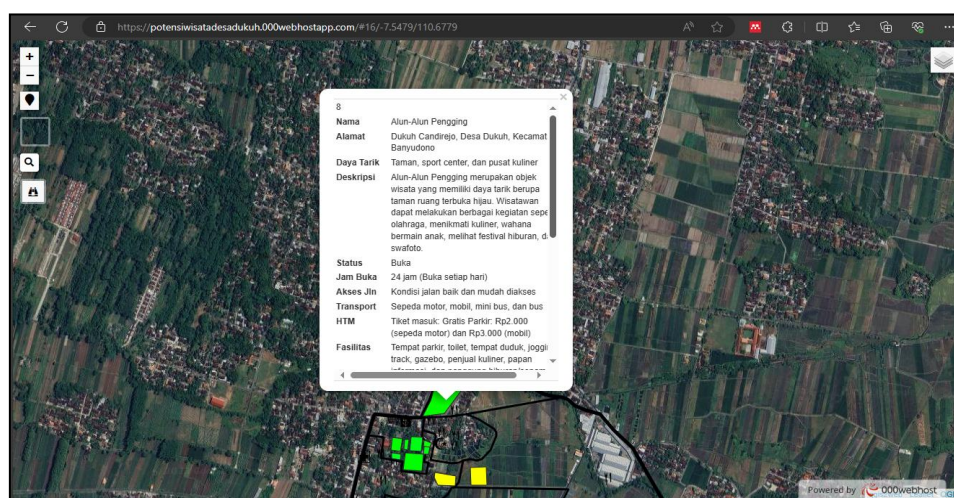 https://potensiwisatadesadukuh.000webhostapp.com/#16/-7.5479/110.6779
+
−
8
Nama Alun-Alun Pengging
Alamat Dukuh Candirejo, Desa Dukuh, Kecamat
Banyudono
Daya Tarik Taman, sport center, dan pusat kuliner
Deskripsi Alun-Alun Pengging merupakan objek
wisata yang memiliki daya tarik berupa
taman ruang terbuka hijau. Wisatawan
dapat melakukan berbagai kegiatan sepe
olahraga, menikmati kuliner, wahana
bermain anak, melihat festival hiburan, d
swafoto.
Status Buka
Jam Buka 24 jam (Buka setiap hari)
Akses Jln Kondisi jalan baik dan mudah diakses
Transport Sepeda motor, mobil, mini bus, dan bus
HTM Tiket masuk: Gratis Parkir: Rp2.000
(sepeda motor) dan Rp3.000 (mobil)
Fasilitas Tempat parkir, toilet, tempat duduk, joggi
track, gazebo, penjual kuliner, papan
Powered by 000webhost